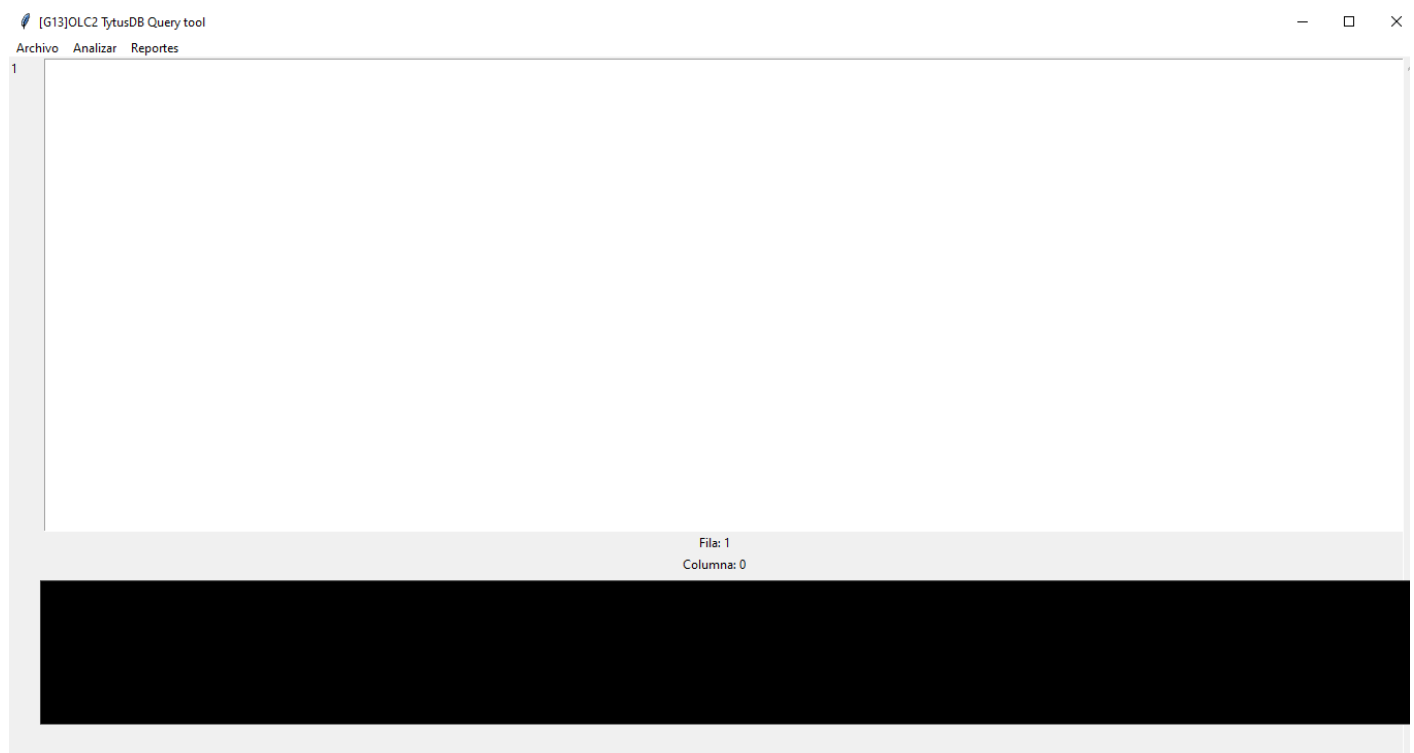 [G13]OLC2 TytusDB Query tool
Archivo Analizar Reportes
1
Fila: 1
Columna: 0